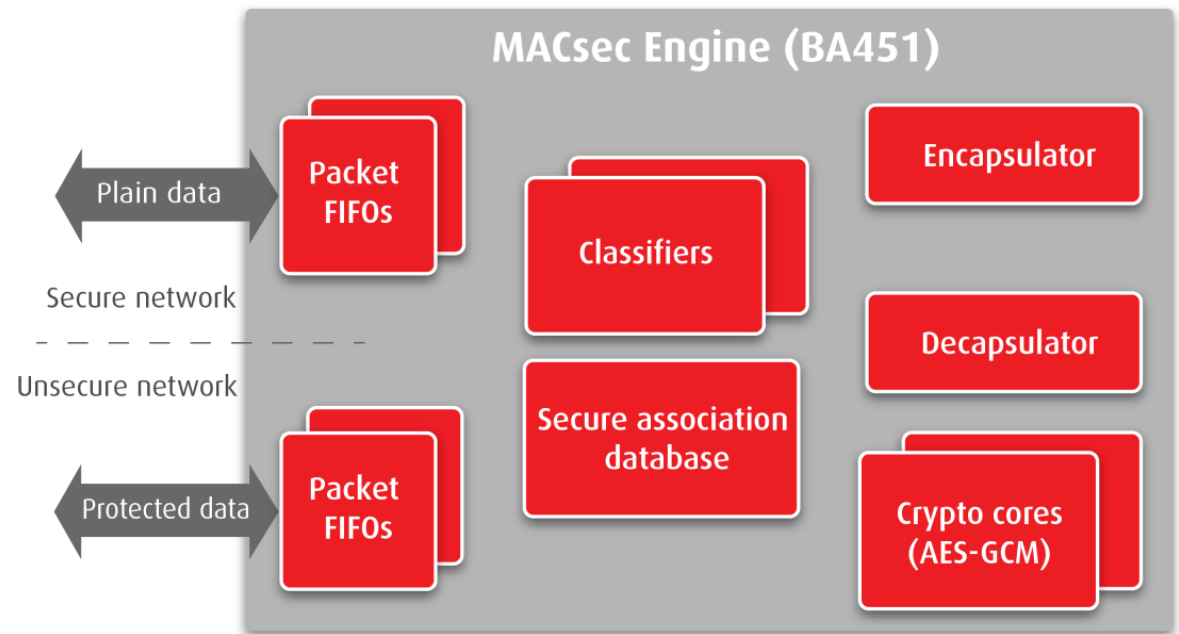 MACsec Engine (BA451)
Plain data
Packet
FIFOs
Classifiers
Encapsulator
Secure network
Unsecure network
Decapsulator
Secure association
database
Protected data
Packet
FIFOs
Crypto cores
(AES-GCM)